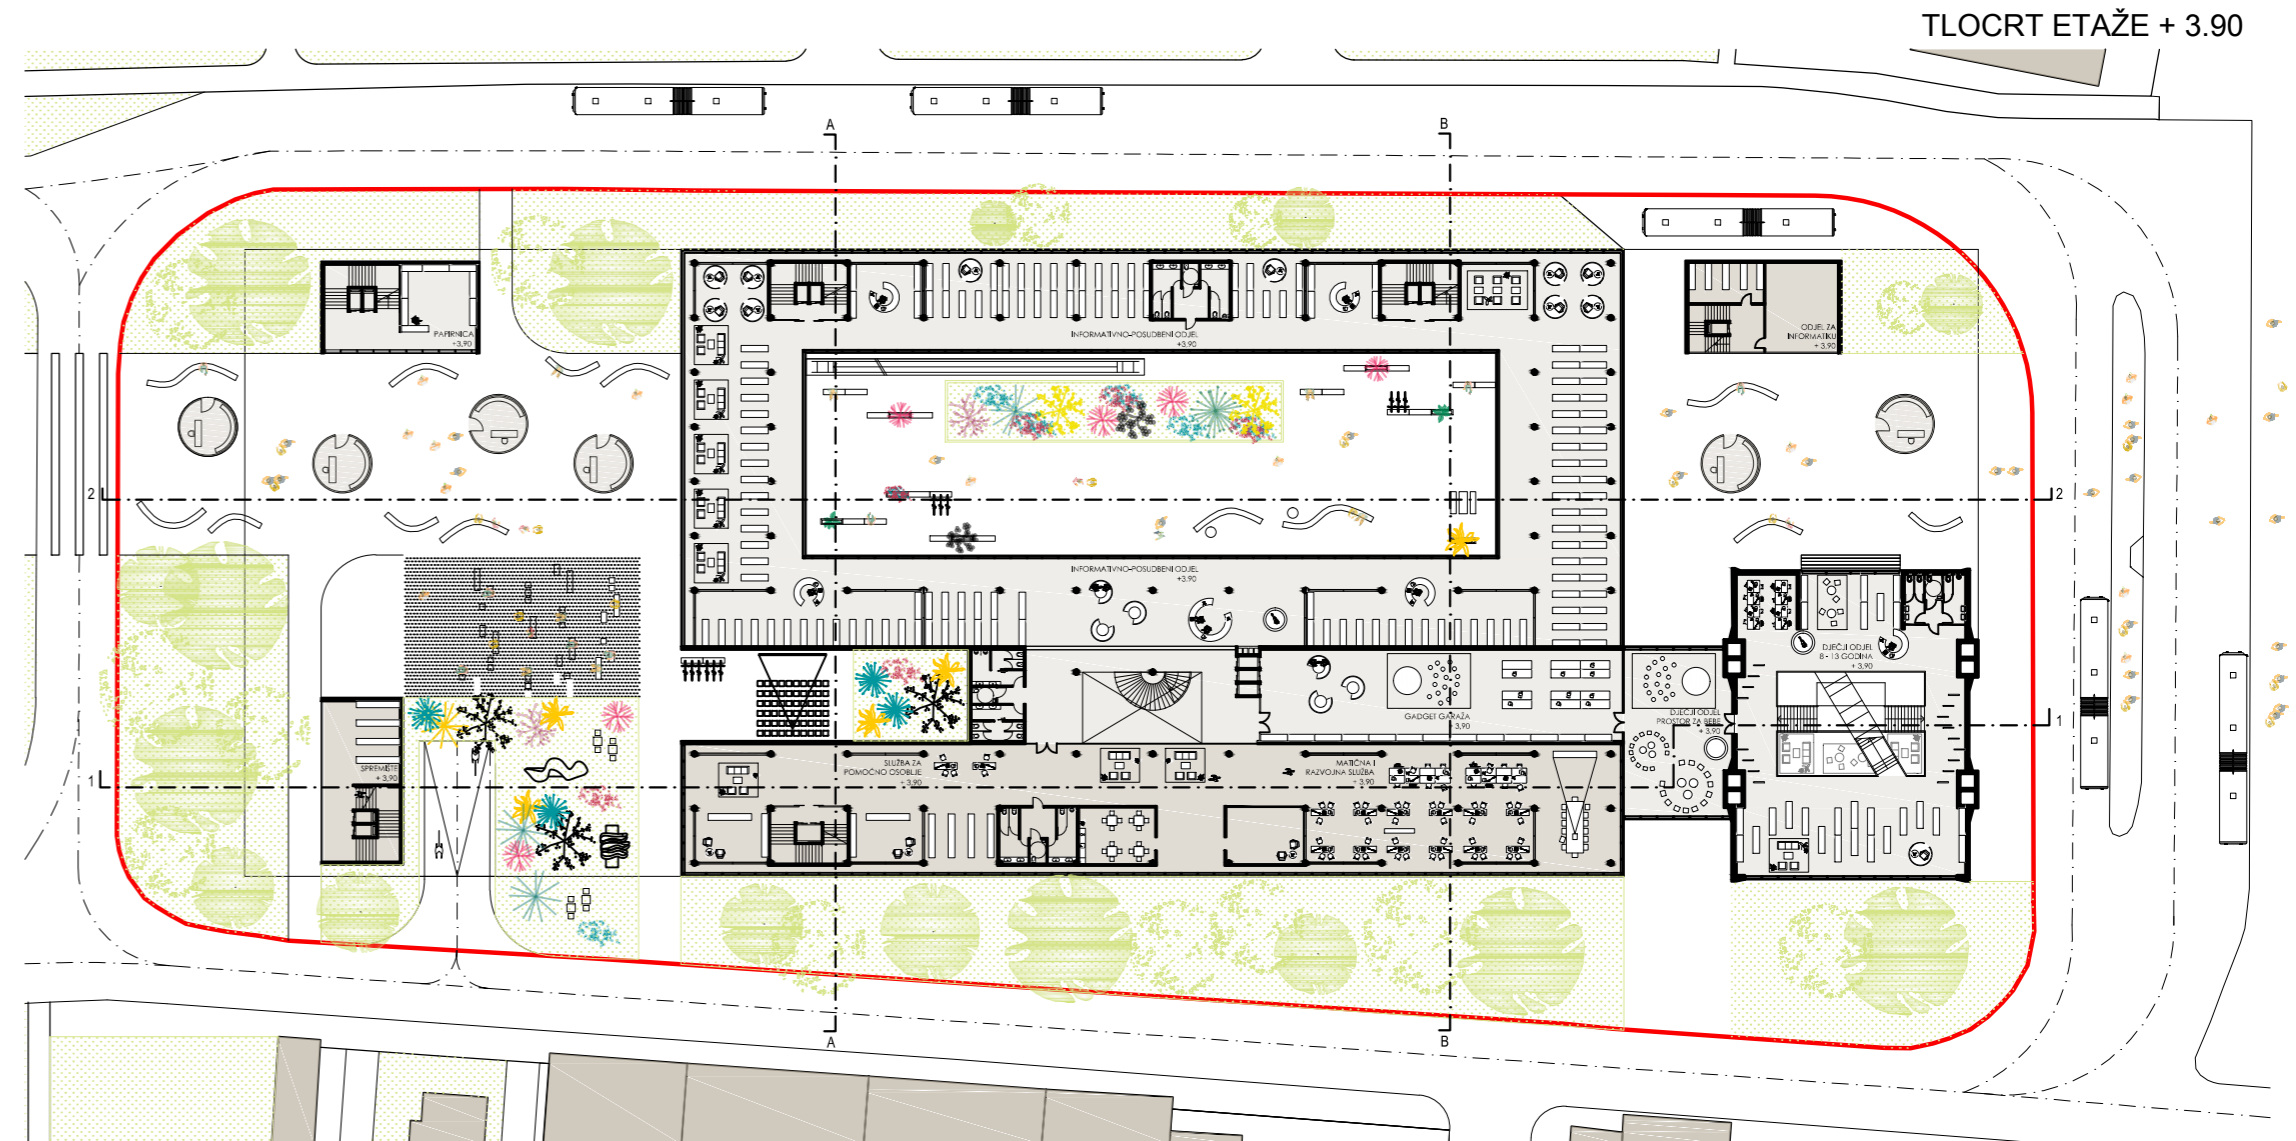 TLOCRT ETAŽE + 3.90
A
B
PAPIRNICA
+3,90
INFORMATIVNO-POSUDBENI ODJEL
+3.90
ODJEL ZA
INFORMATIKU
+ 3,90
2
2
INFORMATIVNO-POSUDBENI ODJEL
+3.90
DJEČJI ODJEL
8 - 13 GODINA
+ 3,90
GADGET GARAŽA
+ 3,90
DJEČJI ODJEL
PROSTOR ZA BEBE
+ 3,90
1
SPREMIŠTE
+ 3,90
SLUŽBA ZA
POMOĆNO OSOBLJE
+ 3,90
MATIČNA I
RAZVOJNA SLUŽBA
+ 3.90
1
A
B